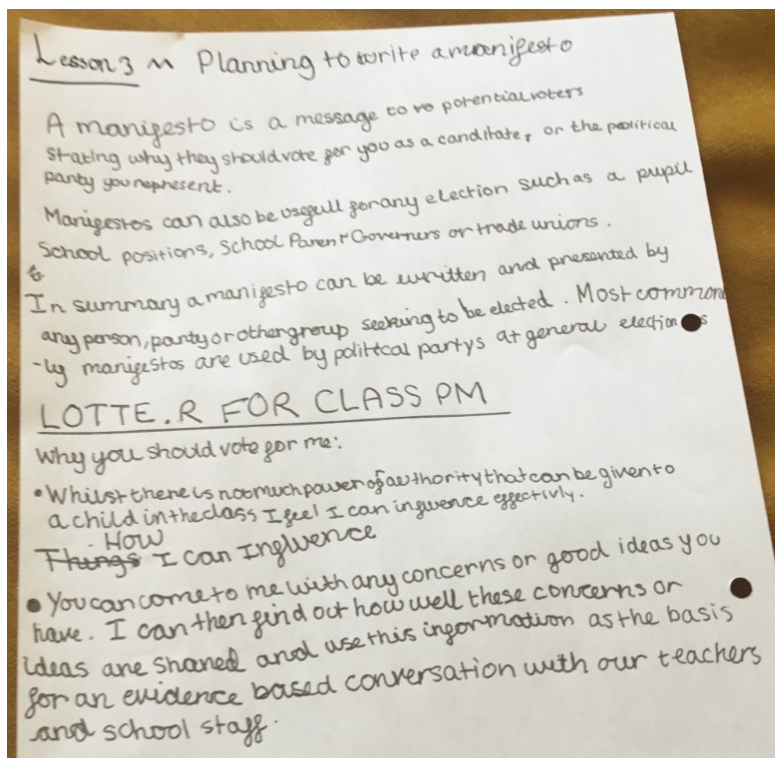 Lesson 3 M Planning to write a manifesto
A manifesto is a message to potential voters
stating why they should vote for you as a canditate, or the political
party you represent.
Manifestos can also be usefull for any election such as a pupil
school positions, School Parent Governers or trade unions.
In summary a manifesto can be written and presented by
any person, party or other group seeking to be elected. Most common
-ly manifestos are used by political partys at general elections
LOTTE.R FOR CLASS PM
Why you should vote for me:
• Whilst there is not much power of authority that can be given to
a child in the class I feel I can infwence effectivly.
How
Things I can Infwence
• You can come to me with any concerns or good ideas you
have. I can then find out how well these concerns or
ideas are shared and use this information as the basis
for an evidence based conversation with our teachers
and school staff.